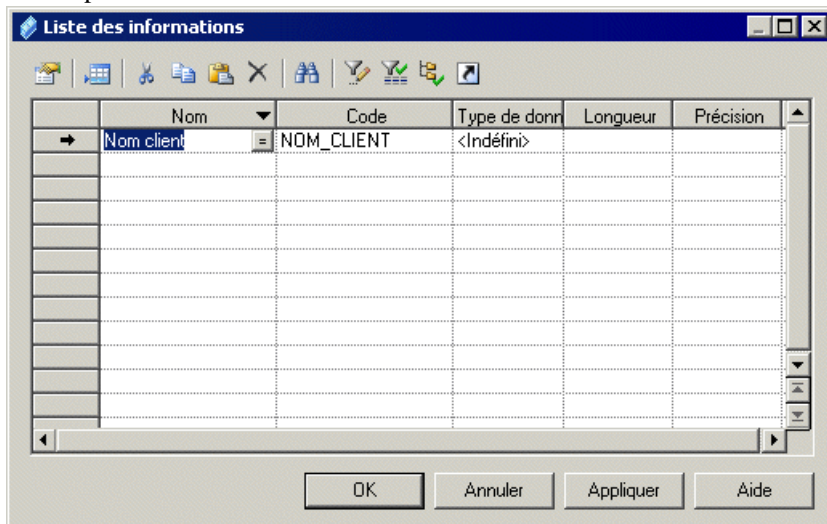 Liste des informations
Nom Code Type de donn Longueur Précision
Nom client = NOM_CLIENT <Indéfini>
OK Annuler Appliquer Aide